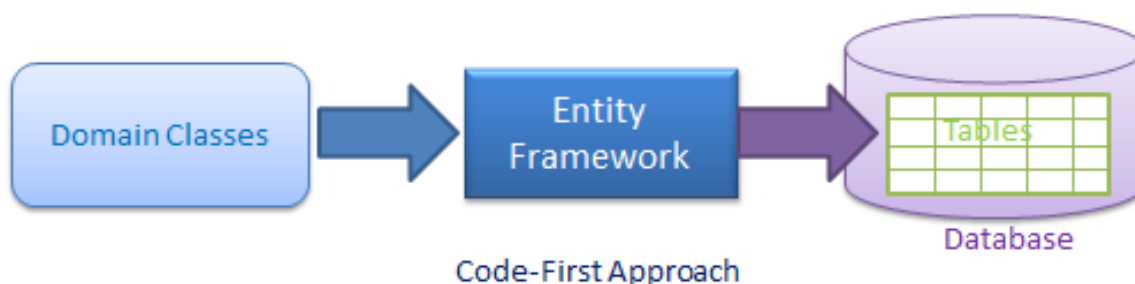 Domain Classes
Entity
Framework
Tables
Database
Code-First Approach